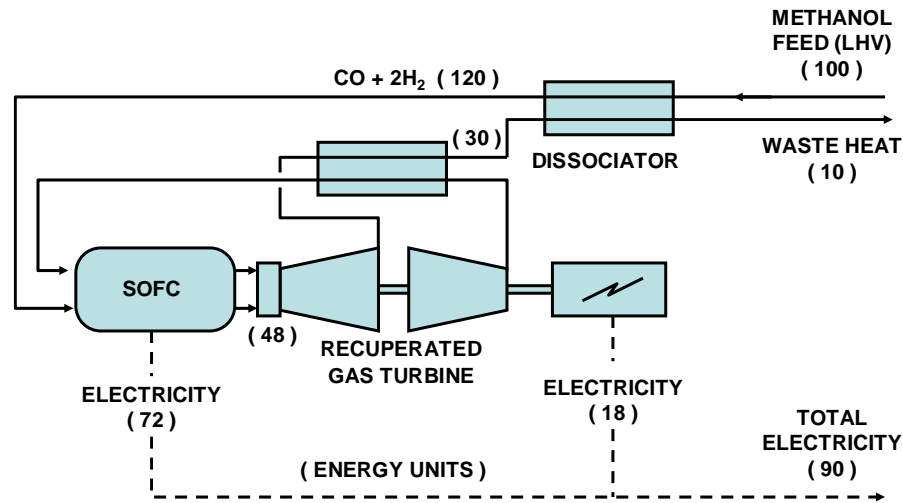 METHANOL
FEED (LHV)
( 100 )
CO + 2H₂ ( 120 )
( 30 )
DISSOCIATOR
WASTE HEAT
( 10 )
SOFC
( 48 )
RECUPERATED
GAS TURBINE
ELECTRICITY
( 72 )
ELECTRICITY
( 18 )
TOTAL
ELECTRICITY
( 90 )
( ENERGY UNITS )